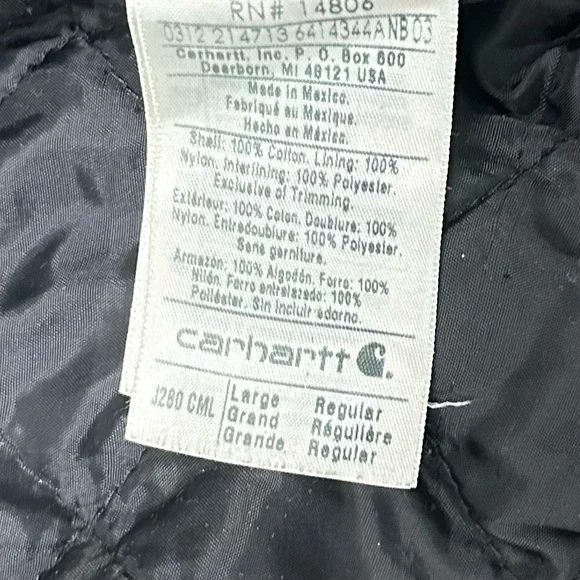 RN# 14806
0312 214713 6414344ANB 03
Carhartt, Inc. P. O. Box 600
Dearborn, MI 48121 USA
Made in Mexico.
Fabriqué au Mexique.
Hecho en México.
Shell: 100% Cotton. Lining: 100%
Nylon. Interlining: 100% Polyester.
Exclusive of Trimming.
Extérieur: 100% Coton. Doublure: 100%
Nylon. Entredoublure: 100% Polyester.
Sans garniture.
Armazon: 100% Algodón. Forro: 100%
Nilón. Forro entrelazado: 100%
Poliéster. Sin incluir adorno.
carhartt
J280 CML
Large Regular
Grand Régulière
Grande Regular